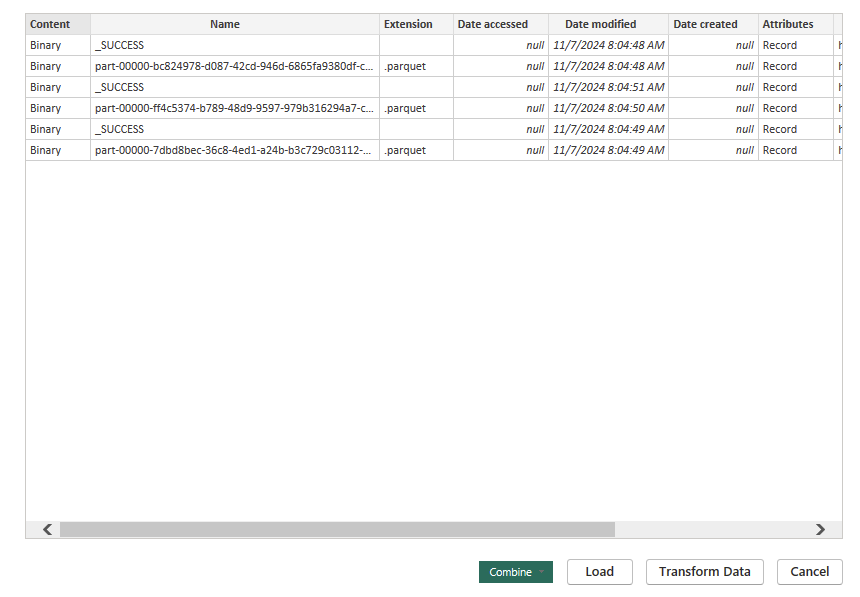 Content Name Extension Date accessed Date modified Date created Attributes
Binary _SUCCESS null 11/7/2024 8:04:48 AM null Record
Binary part-00000-bc824978-d087-42cd-946d-6865fa9380df-c... .parquet null 11/7/2024 8:04:48 AM null Record
Binary _SUCCESS null 11/7/2024 8:04:51 AM null Record
Binary part-00000-ff4c5374-b789-48d9-9597-979b316294a7-c... .parquet null 11/7/2024 8:04:50 AM null Record
Binary _SUCCESS null 11/7/2024 8:04:49 AM null Record
Binary part-00000-7dbd8bec-36c8-4ed1-a24b-b3c729c03112-... .parquet null 11/7/2024 8:04:49 AM null Record
Combine Load Transform Data Cancel